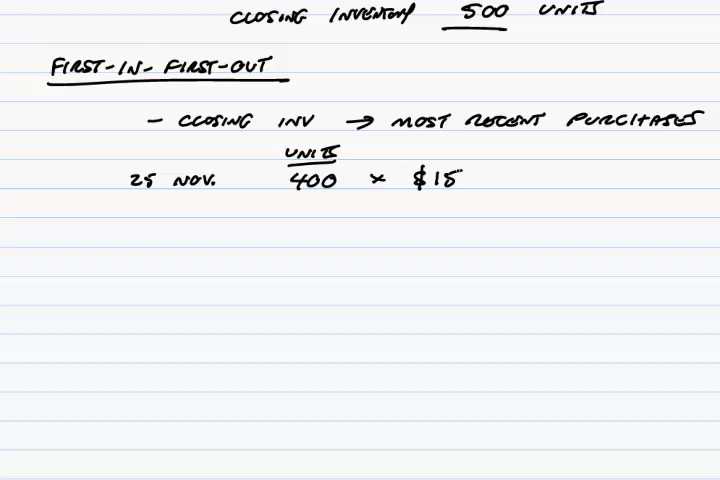 CLOSING INVENTORY 500 UNITS
FIRST-IN-FIRST-OUT
- CLOSING INV → MOST RECENT PURCHASES
UNITS
25 NOV. 400 × $15